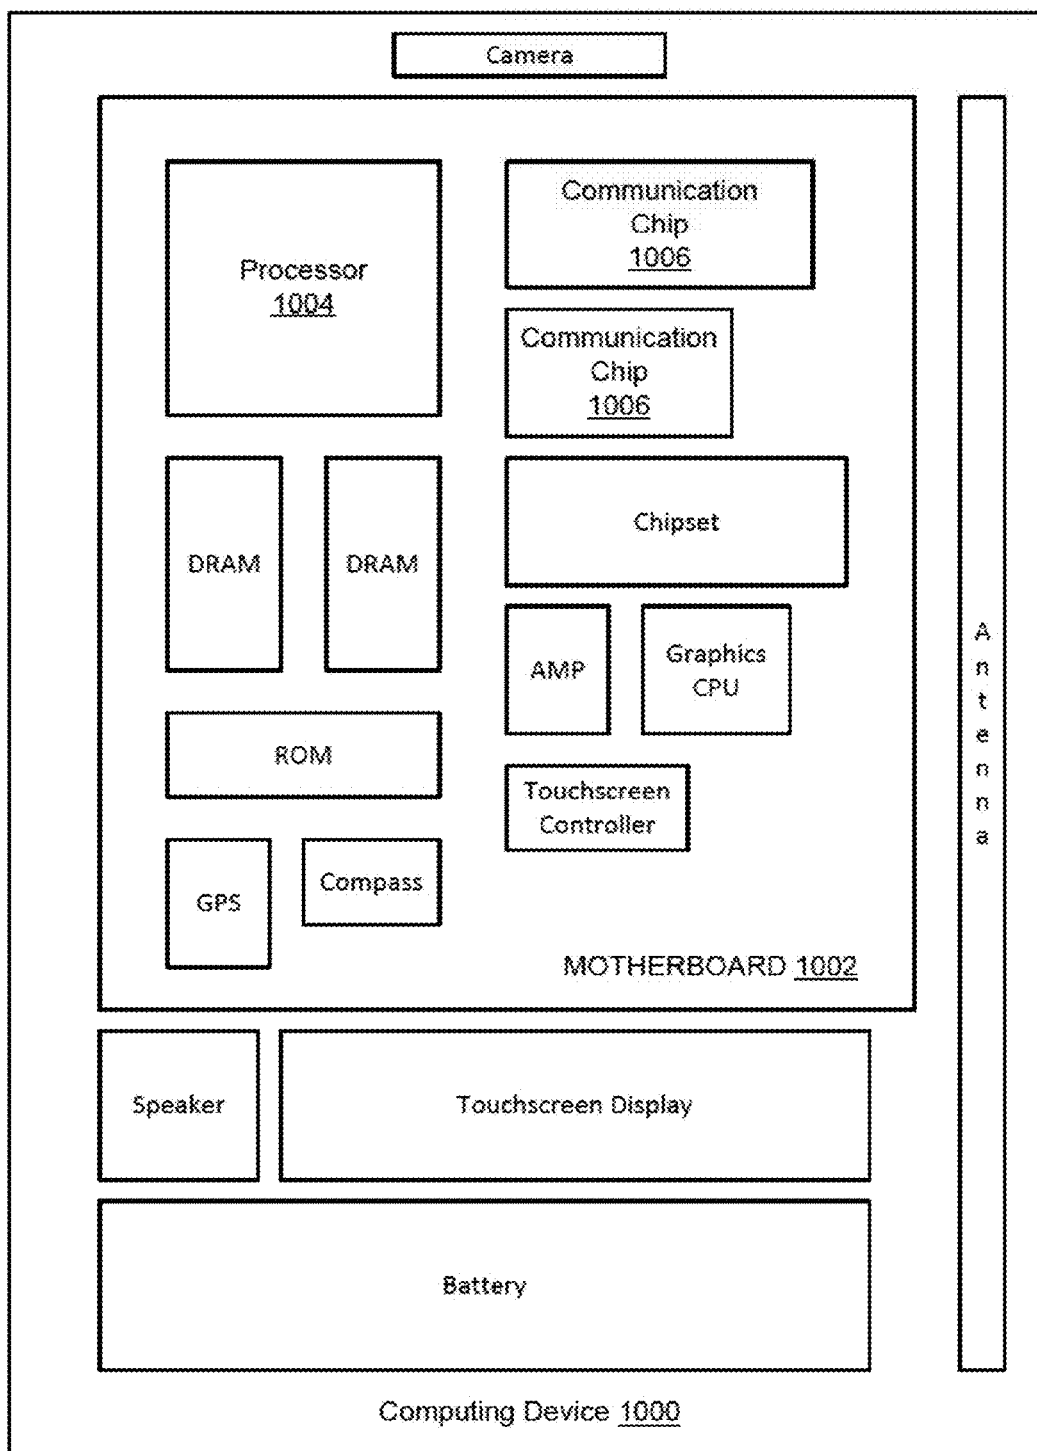 Camera
Processor
1004
Communication
Chip
1006
Communication
Chip
1006
DRAM
DRAM
Chipset
AMP
Graphics
CPU
ROM
Touchscreen
Controller
GPS
Compass
MOTHERBOARD 1002
Antenna
Speaker
Touchscreen Display
Battery
Computing Device 1000